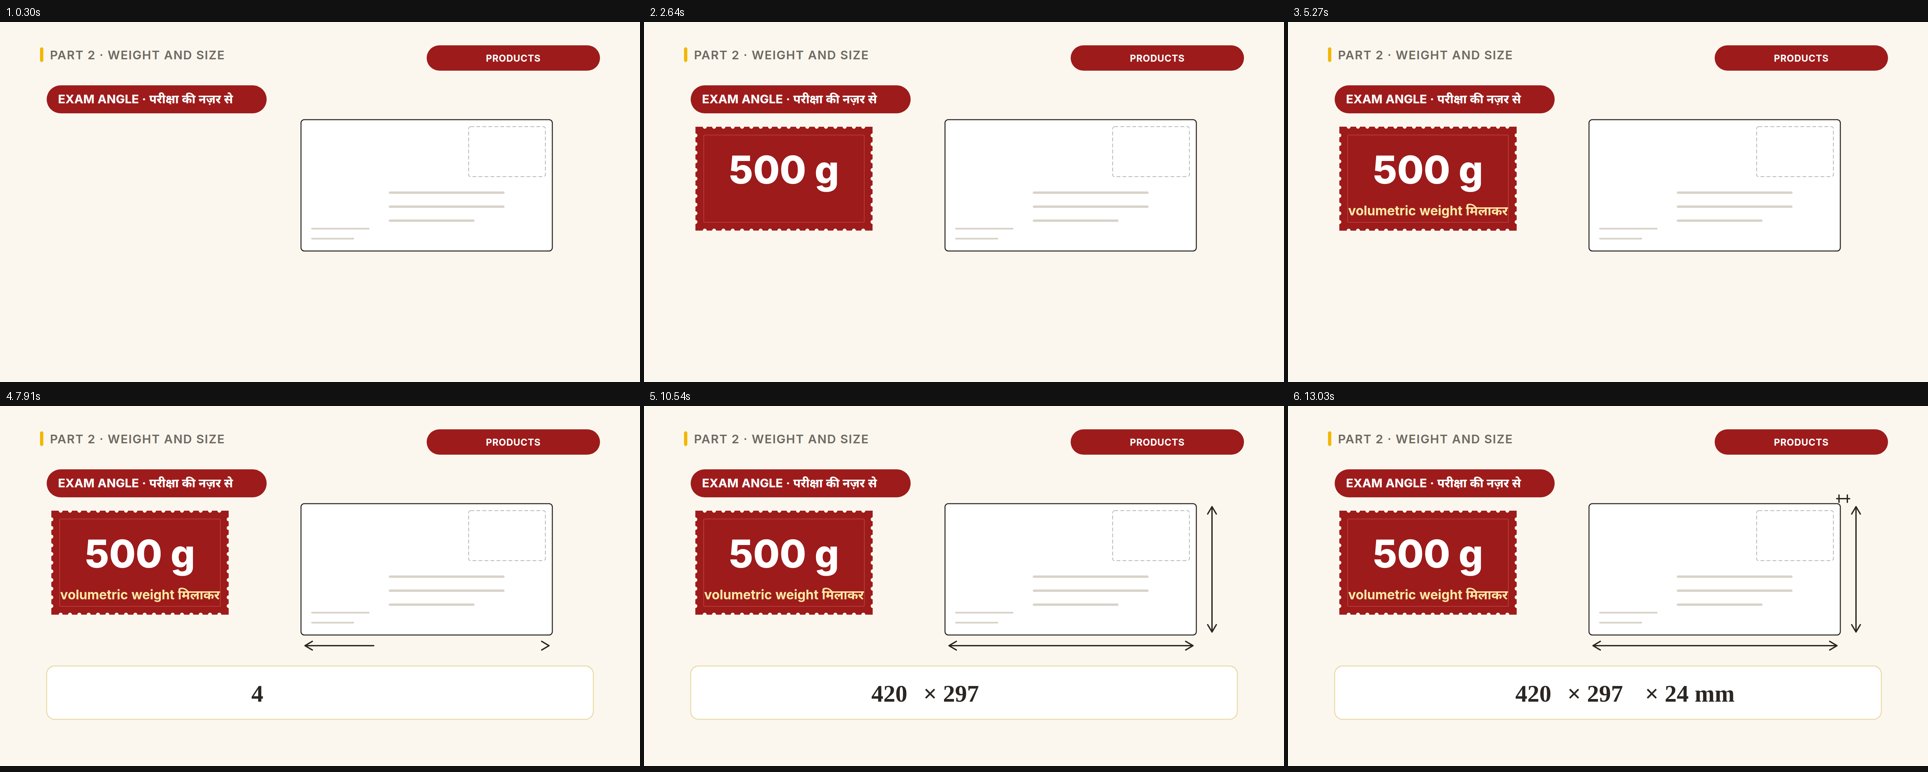 1. 0.30s
PART 2 · WEIGHT AND SIZE
PRODUCTS
EXAM ANGLE · परीक्षा की नज़र से
2. 2.64s
PART 2 · WEIGHT AND SIZE
PRODUCTS
EXAM ANGLE · परीक्षा की नज़र से
500 g
3. 5.27s
PART 2 · WEIGHT AND SIZE
PRODUCTS
EXAM ANGLE · परीक्षा की नज़र से
500 g
volumetric weight मिलाकर
4. 7.91s
PART 2 · WEIGHT AND SIZE
PRODUCTS
EXAM ANGLE · परीक्षा की नज़र से
500 g
volumetric weight मिलाकर
4
5. 10.54s
PART 2 · WEIGHT AND SIZE
PRODUCTS
EXAM ANGLE · परीक्षा की नज़र से
500 g
volumetric weight मिलाकर
420 × 297
6. 13.03s
PART 2 · WEIGHT AND SIZE
PRODUCTS
EXAM ANGLE · परीक्षा की नज़र से
500 g
volumetric weight मिलाकर
420 × 297 × 24 mm